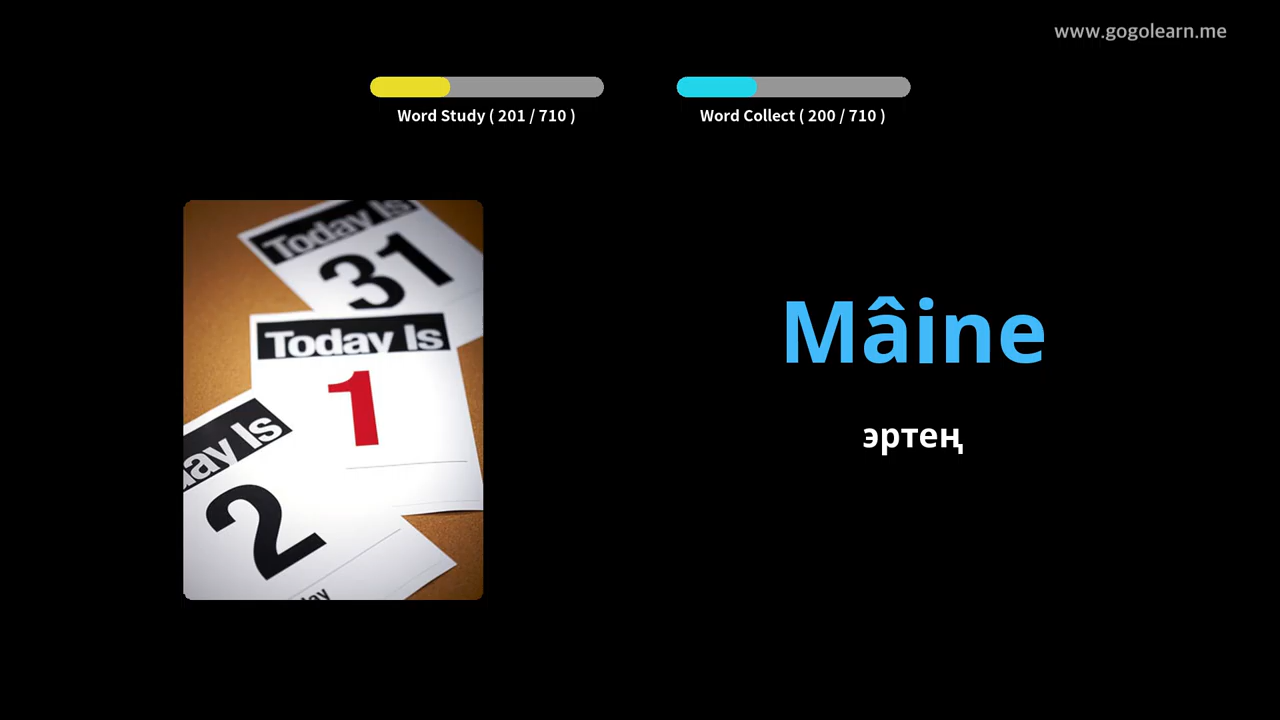 www.gogolearn.me
Word Study ( 201 / 710 )
Word Collect ( 200 / 710 )
Today Is
31
Today Is
1
ay Is
2
day
Mâine
эртең